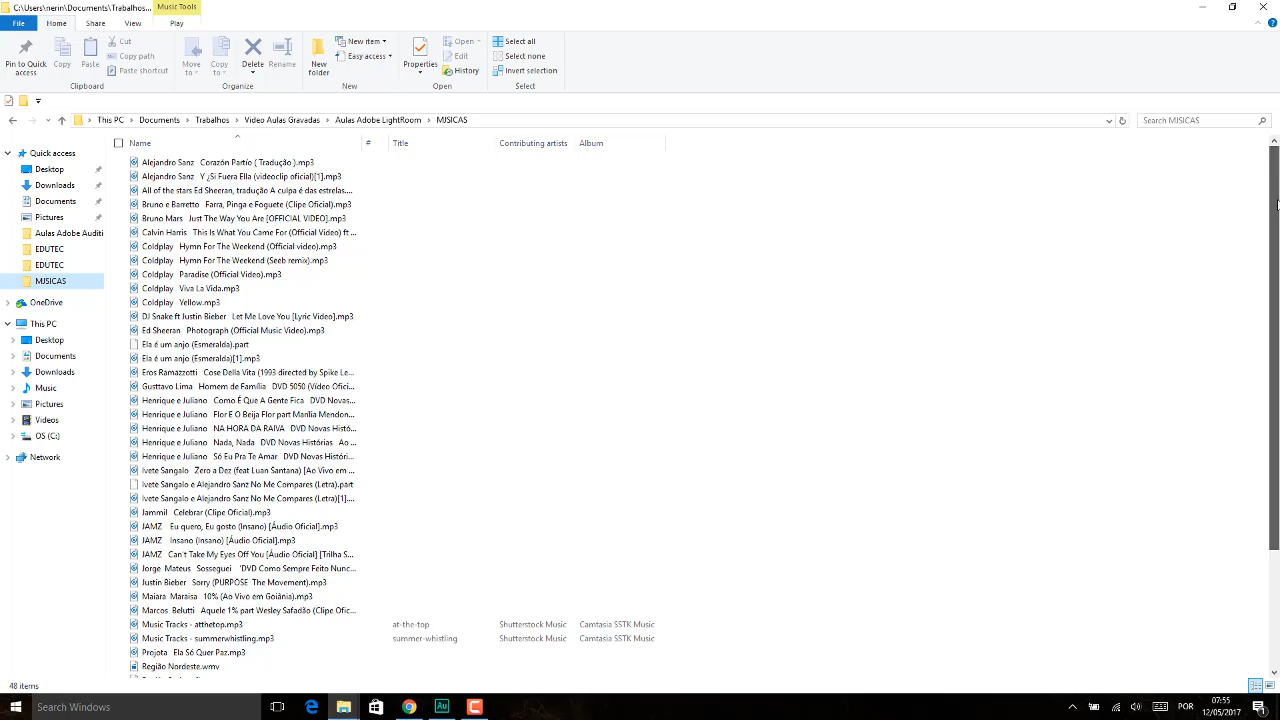 C:\Users\nerin\Documents\Trabalhos...
Music Tools
File
Home
Share
View
Play
Pin to Quick access
Copy
Paste
Cut
Copy path
Paste shortcut
Clipboard
Move to
Copy to
Delete
Rename
Organize
New folder
New item
Easy access
New
Properties
Open
Edit
History
Open
Select all
Select none
Invert selection
Select
This PC > Documents > Trabalhos > Video Aulas Gravadas > Aulas Adobe LightRoom > MJSICAS
Search MJSICAS
Name
#
Title
Contributing artists
Album
Quick access
Desktop
Downloads
Documents
Pictures
Aulas Adobe Auditi
EDUTEC
EDUTEC
MJSICAS
OneDrive
This PC
Desktop
Documents
Downloads
Music
Pictures
Videos
OS (C:)
Network
Alejandro Sanz Corazón Partío ( Tradução ).mp3
Alejandro Sanz Y ¿Si Fuera Ella (videoclip oficial)[1].mp3
All of the stars Ed Sheeran, tradução A culpa é das estrelas....
Bruno e Barretto Farra, Pinga e Foguete (Clipe Oficial).mp3
Bruno Mars Just The Way You Are [OFFICIAL VIDEO].mp3
Calvin Harris This Is What You Came For (Official Video) ft ...
Coldplay Hymn For The Weekend (Official video).mp3
Coldplay Hymn For The Weekend (Seeb remix).mp3
Coldplay Paradise (Official Video).mp3
Coldplay Viva La Vida.mp3
Coldplay Yellow.mp3
DJ Snake ft Justin Bieber Let Me Love You [Lyric Video].mp3
Ed Sheeran Photograph (Official Music Video).mp3
Ela é um anjo (Esmeralda).part
Ela é um anjo (Esmeralda)[1].mp3
Eros Ramazzotti Cose Della Vita (1993 directed by Spike Le...
Gusttavo Lima Homem de Família DVD 5050 (Vídeo Ofici...
Henrique e Juliano Como É Que A Gente Fica DVD Novas...
Henrique e Juliano Flor E O Beija Flor part Marília Mendon...
Henrique e Juliano NA HORA DA RAIVA DVD Novas Histó...
Henrique e Juliano Nada, Nada DVD Novas Histórias Ao ...
Henrique e Juliano Só Eu Pra Te Amar DVD Novas Históri...
Ivete Sangalo Zero a Dez (feat Luan Santana) [Ao Vivo em ...
Ivete Sangalo e Alejandro Sanz No Me Compares (Letra).part
Ivete Sangalo e Alejandro Sanz No Me Compares (Letra)[1]....
Jammil Celebrar (Clipe Oficial).mp3
JAMZ Eu quero, Eu gosto (Insano) [Áudio Oficial].mp3
JAMZ Insano (Insano) [Áudio Oficial].mp3
JAMZ Can't Take My Eyes Off You [Áudio Oficial] [Trilha S...
Jorge Mateus Sosseguei 'DVD Como Sempre Feito Nunc...
Justin Bieber Sorry (PURPOSE The Movement).mp3
Maiara Maraisa 10% (Ao Vivo em Goiânia).mp3
Marcos Belutti Aquele 1% part Wesley Safadão (Clipe Ofic...
Music Tracks - atthetop.mp3 at-the-top Shutterstock Music Camtasia SSTK Music
Music Tracks - summerwhistling.mp3 summer-whistling Shutterstock Music Camtasia SSTK Music
Projota Ela Só Quer Paz.mp3
Região Nordeste.wmv
48 items
Search Windows
Au
POR
07:55
12/05/2017
1